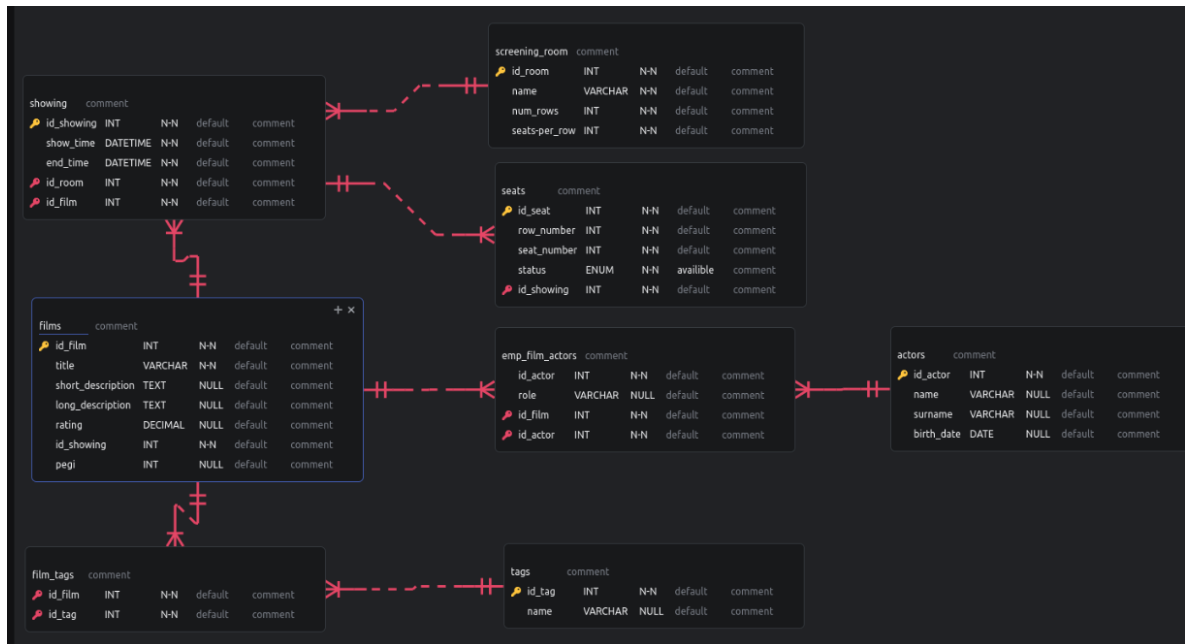 showing comment
id_showing INT N-N default comment
show_time DATETIME N-N default comment
end_time DATETIME N-N default comment
id_room INT N-N default comment
id_film INT N-N default comment
screening_room comment
id_room INT N-N default comment
name VARCHAR N-N default comment
num_rows INT N-N default comment
seats-per_row INT N-N default comment
seats comment
id_seat INT N-N default comment
row_number INT N-N default comment
seat_number INT N-N default comment
status ENUM N-N availible comment
id_showing INT N-N default comment
films comment
id_film INT N-N default comment
title VARCHAR N-N default comment
short_description TEXT NULL default comment
long_description TEXT NULL default comment
rating DECIMAL NULL default comment
id_showing INT N-N default comment
pegi INT NULL default comment
emp_film_actors comment
id_actor INT N-N default comment
role VARCHAR NULL default comment
id_film INT N-N default comment
id_actor INT N-N default comment
actors comment
id_actor INT N-N default comment
name VARCHAR NULL default comment
surname VARCHAR NULL default comment
birth_date DATE NULL default comment
film_tags comment
id_film INT N-N default comment
id_tag INT N-N default comment
tags comment
id_tag INT N-N default comment
name VARCHAR NULL default comment